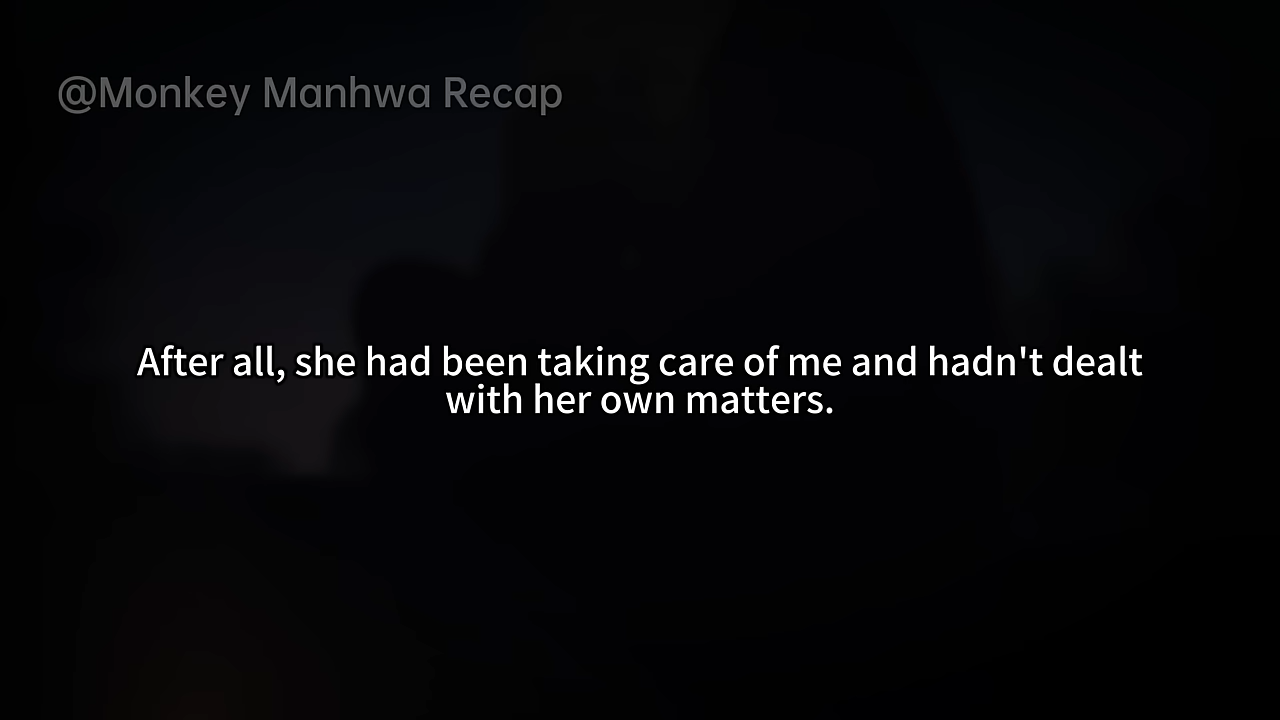 @Monkey Manhwa Recap
After all, she had been taking care of me and hadn't dealt
with her own matters.